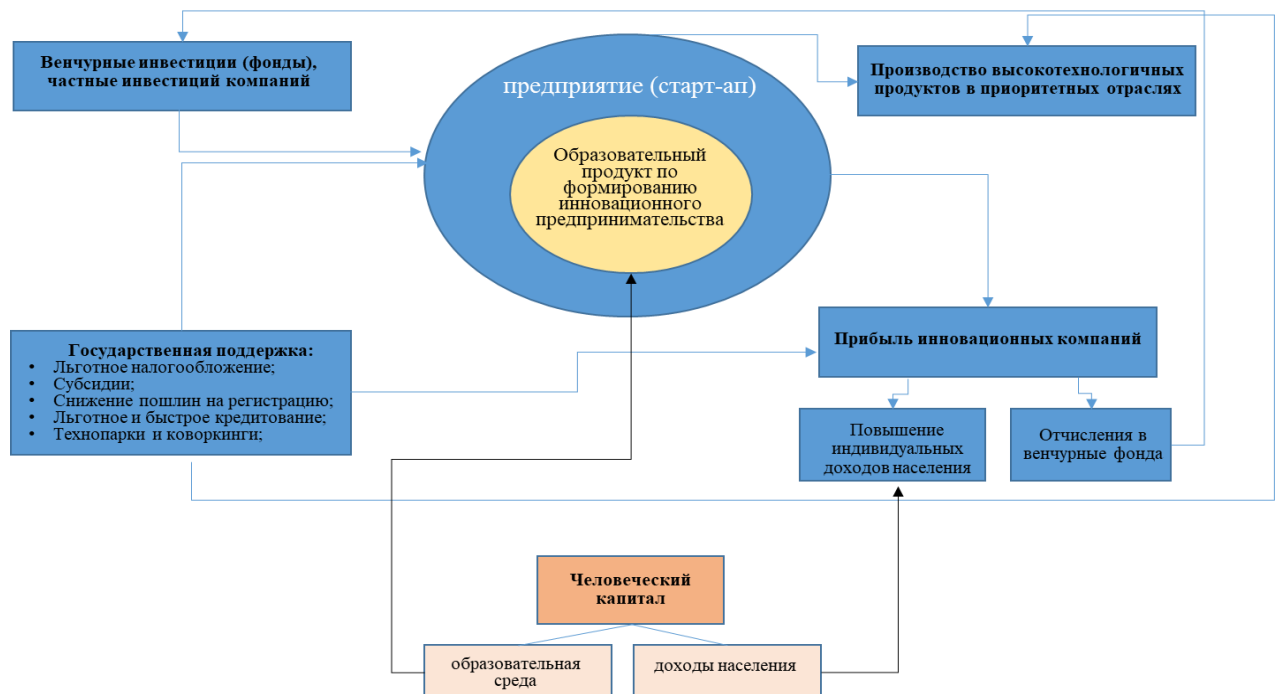 Венчурные инвестиции (фонды),
частные инвестиций компаний
предприятие (старт-ап)
Образовательный
продукт по
формированию
инновационного
предпринимательства
Производство высокотехнологичных
продуктов в приоритетных отраслях
Государственная поддержка:
• Льготное налогообложение;
• Субсидии;
• Снижение пошлин на регистрацию;
• Льготное и быстрое кредитование;
• Технопарки и коворкинги;
Прибыль инновационных компаний
Повышение
индивидуальных
доходов населения
Отчисления в
венчурные фонда
Человеческий
капитал
образовательная
среда
доходы населения